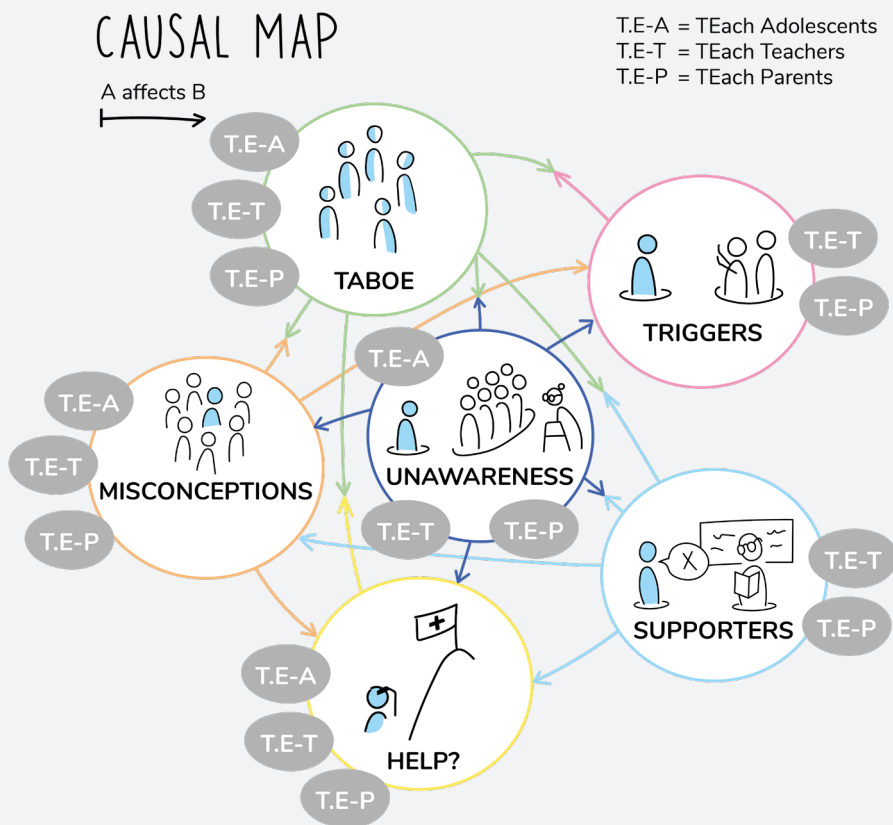 CAUSAL MAP
T.E-A = TEach Adolescents
T.E-T = TEach Teachers
T.E-P = TEach Parents
A affects B
T.E-A
T.E-T
T.E-P
TABOE
T.E-T
T.E-P
TRIGGERS
T.E-A
T.E-T
T.E-P
MISCONCEPTIONS
T.E-A
UNAWARENESS
T.E-T
T.E-P
X
SUPPORTERS
T.E-T
T.E-P
T.E-A
T.E-T
T.E-P
HELP?